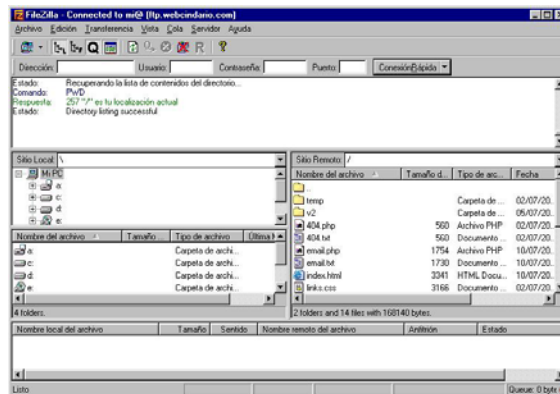 FileZilla - Connected to mi@ [ftp.webcindario.com]
Archivo Edición Transferencia Vista Cola Servidor Ayuda
Dirección: Usuario: Contraseña: Puerto: Conexión Rápida
Estado: Recuperando la lista de contenidos del directorio...
Comando: PWD
Respuesta: 257 "/" es tu localización actual
Estado: Directory listing successful
Sitio Local: \
Mi PC
a:
c:
d:
e:
Nombre del archivo Tamaño ... Tipo de archivo Última
a: Carpeta de archi...
c: Carpeta de archi...
d: Carpeta de archi...
e: Carpeta de archi...
4 folders.
Sitio Remoto: /
Nombre del archivo Tamaño d... Tipo de arc... Fecha
..
temp Carpeta de ... 02/07/20...
v2 Carpeta de ... 05/07/20...
404.php 560 Archivo PHP 02/07/20...
404.txt 560 Documento ... 02/07/20...
email.php 1754 Archivo PHP 10/07/20...
email.txt 1730 Documento ... 10/07/20...
index.html 3341 HTML Docu... 10/07/20...
links.css 3166 Documento ... 02/07/20...
2 folders and 14 files with 168140 bytes.
Nombre local del archivo Tamaño Sentido Nombre remoto del archivo Anfitrión Estado
Listo Queue: 0 byte